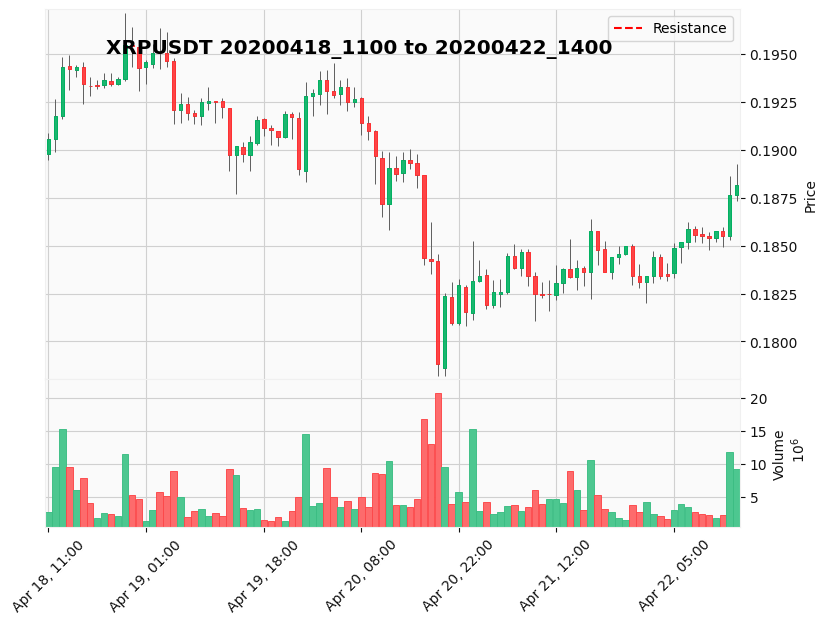 XRPUSDT 20200418_1100 to 20200422_1400
Resistance
0.1950
0.1925
0.1900
0.1875
0.1850
0.1825
0.1800
Price
20
15
10
5
Volume
10^6
Apr 18, 11:00
Apr 19, 01:00
Apr 19, 18:00
Apr 20, 08:00
Apr 20, 22:00
Apr 21, 12:00
Apr 22, 05:00